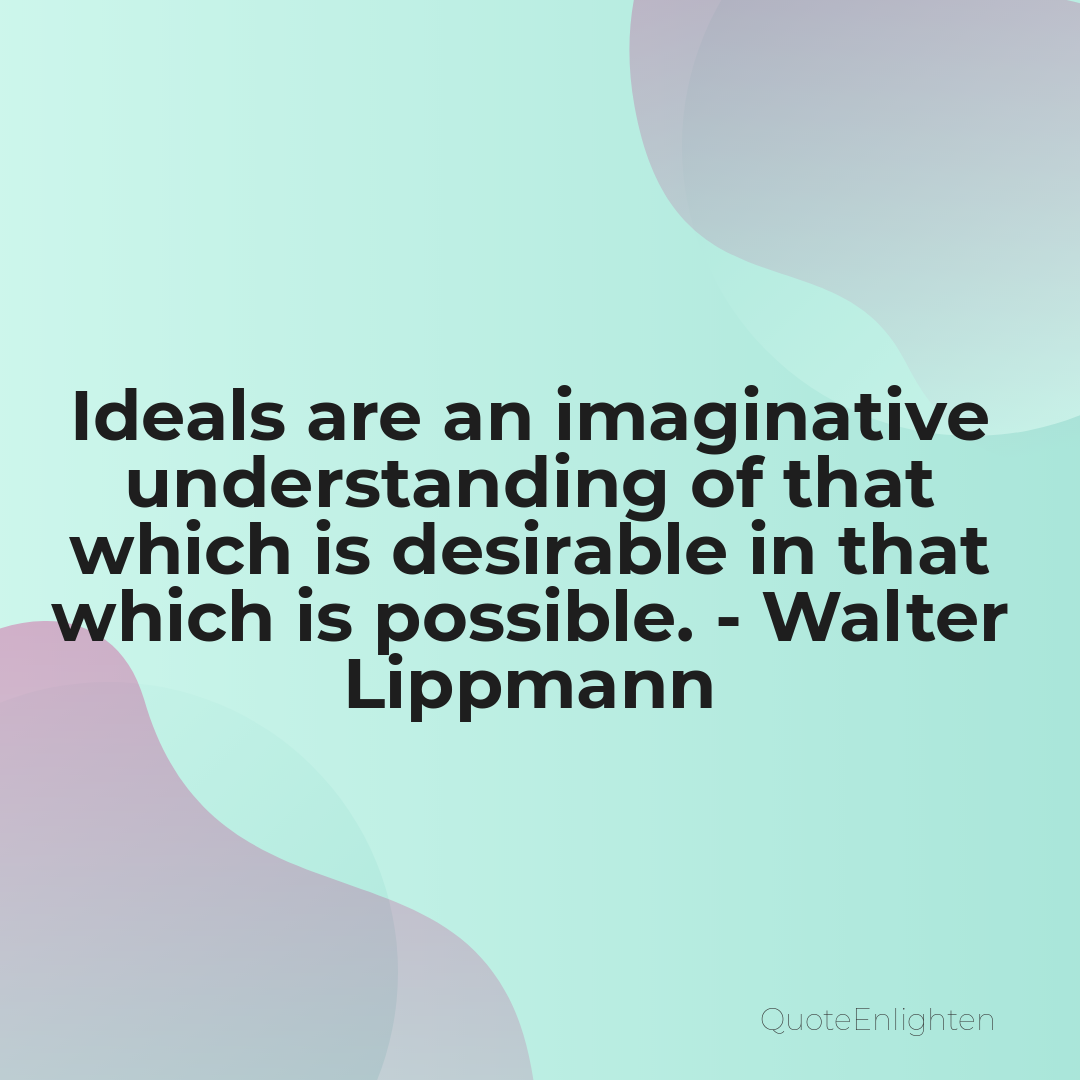 Ideals are an imaginative
understanding of that
which is desirable in that
which is possible. - Walter
Lippmann
QuoteEnlighten